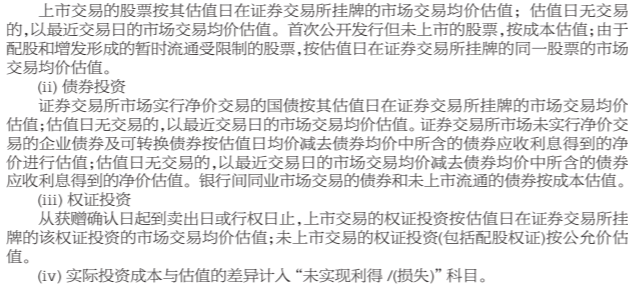 上市交易的股票按其估值日在证券交易所挂牌的市场交易均价估值；估值日无交易
的,以最近交易日的市场交易均价估值。首次公开发行但未上市的股票,按成本估值;由于
配股和增发形成的暂时流通受限制的股票,按估值日在证券交易所挂牌的同一股票的市场
交易均价估值。
(ii) 债券投资
证券交易所市场实行净价交易的国债按其估值日在证券交易所挂牌的市场交易均价
估值;估值日无交易的,以最近交易日的市场交易均价估值。证券交易所市场未实行净价交
易的企业债券及可转换债券按估值日均价减去债券均价中所含的债券应收利息得到的净
价进行估值;估值日无交易的,以最近交易日的市场交易均价减去债券均价中所含的债券
应收利息得到的净价估值。银行间同业市场交易的债券和未上市流通的债券按成本估值。
(iii) 权证投资
从获赠确认日起到卖出日或行权日止,上市交易的权证投资按估值日在证券交易所挂
牌的该权证投资的市场交易均价估值;未上市交易的权证投资(包括配股权证)按公允价估
值。
(iv) 实际投资成本与估值的差异计入“未实现利得 /(损失)”科目。